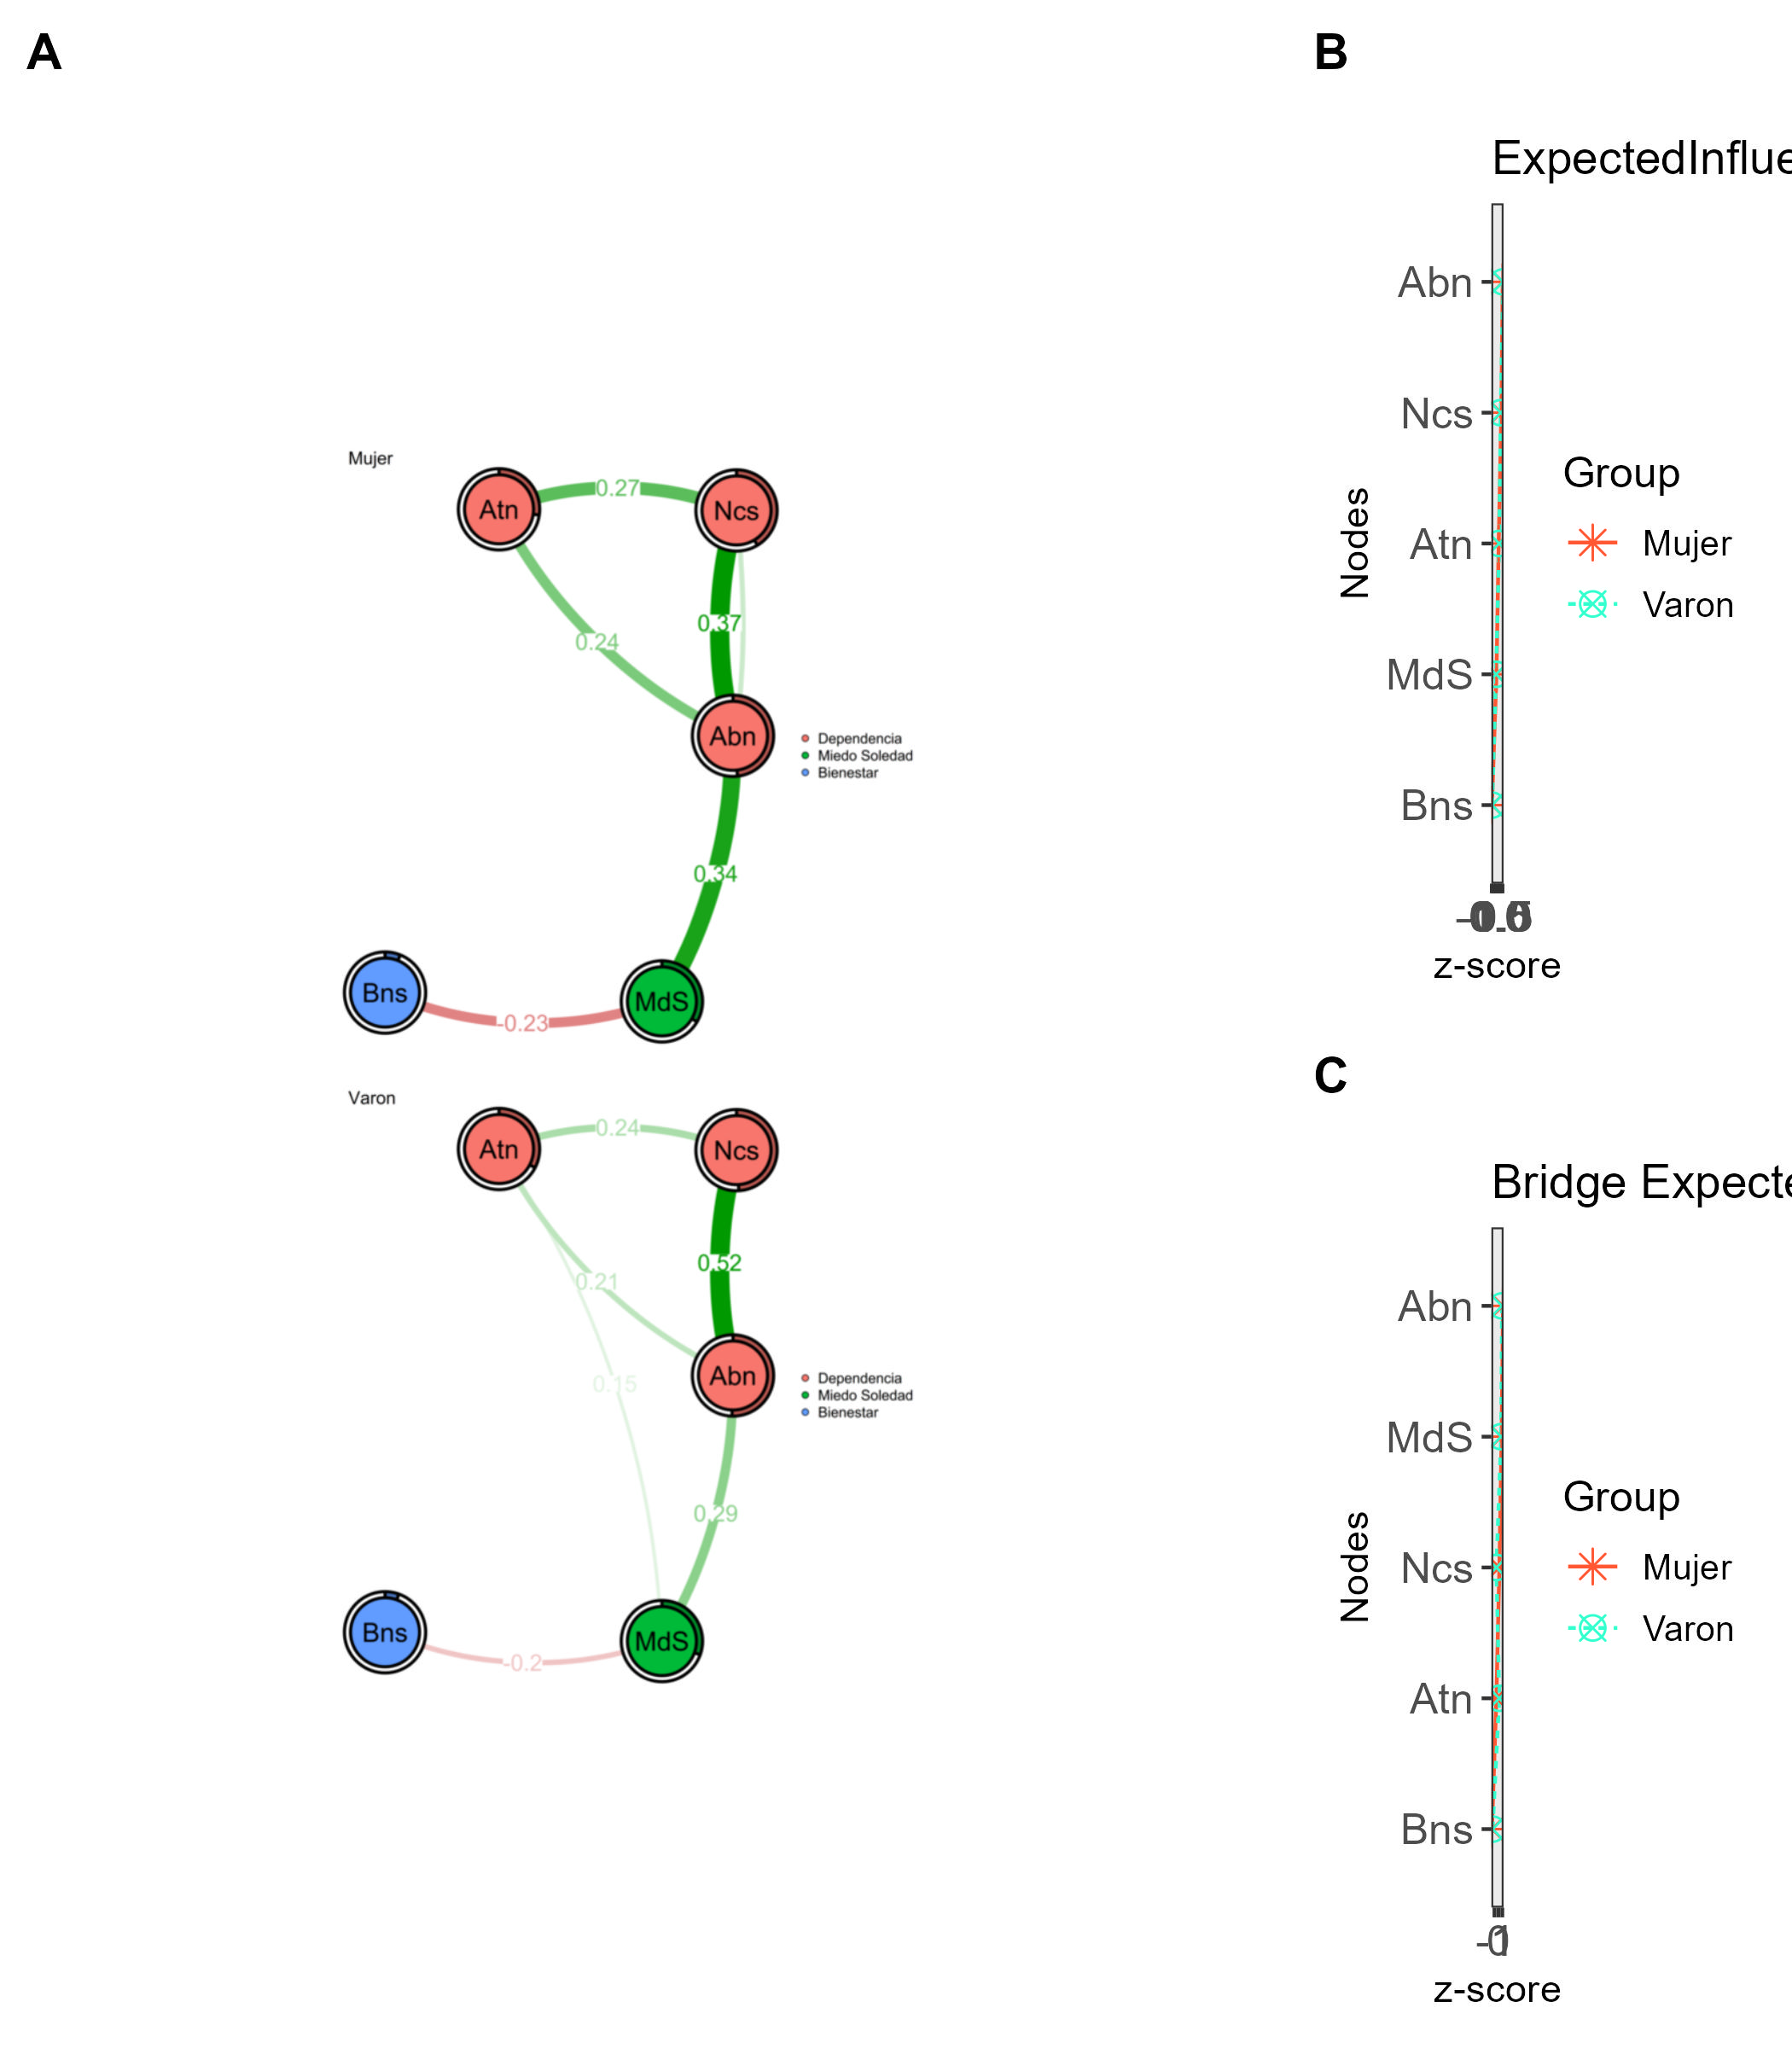 A
Mujer
Atn
0.27
Ncs
0.37
0.24
Abn
Dependencia
Miedo Soledad
Bienestar
0.34
Bns
-0.23
MdS
Varon
Atn
0.24
Ncs
0.52
0.21
Abn
0.15
Dependencia
Miedo Soledad
Bienestar
0.29
Bns
-0.2
MdS
B
ExpectedInflue
Nodes
Abn
Ncs
Atn
MdS
Bns
z-score
Group
Mujer
Varon
C
Bridge Expecte
Nodes
Abn
MdS
Ncs
Atn
Bns
z-score
Group
Mujer
Varon